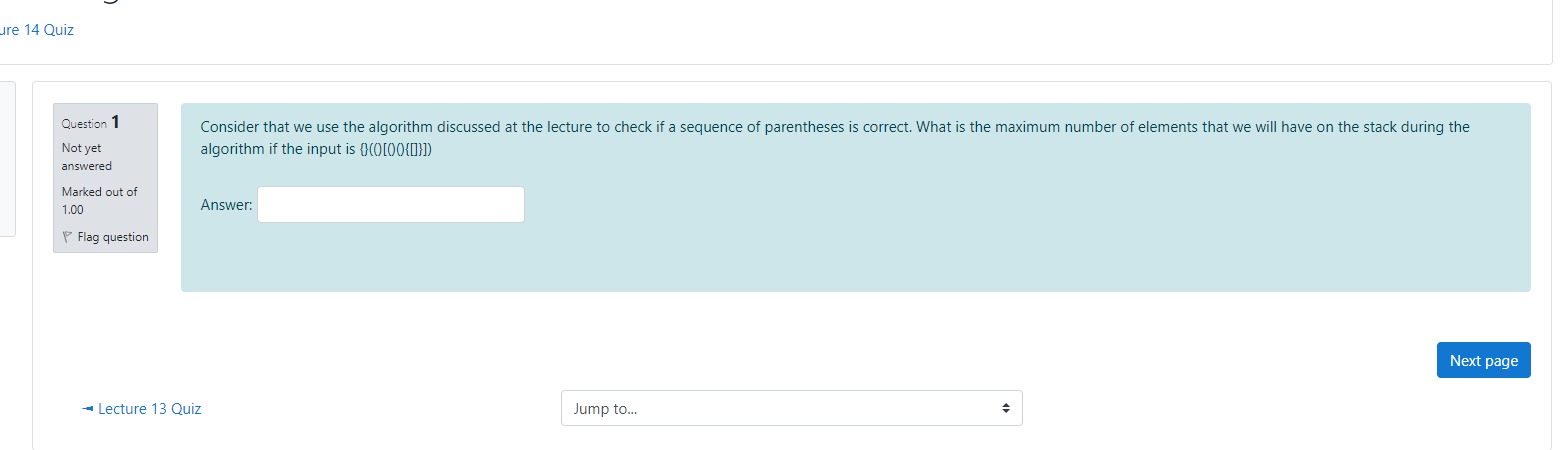 ure 14 Quiz
Question 1
Not yet
answered
Marked out of
1.00
Flag question
Consider that we use the algorithm discussed at the lecture to check if a sequence of parentheses is correct. What is the maximum number of elements that we will have on the stack during the
algorithm if the input is {}(()[()(){[]}])
Answer:
Next page
◄ Lecture 13 Quiz
Jump to...